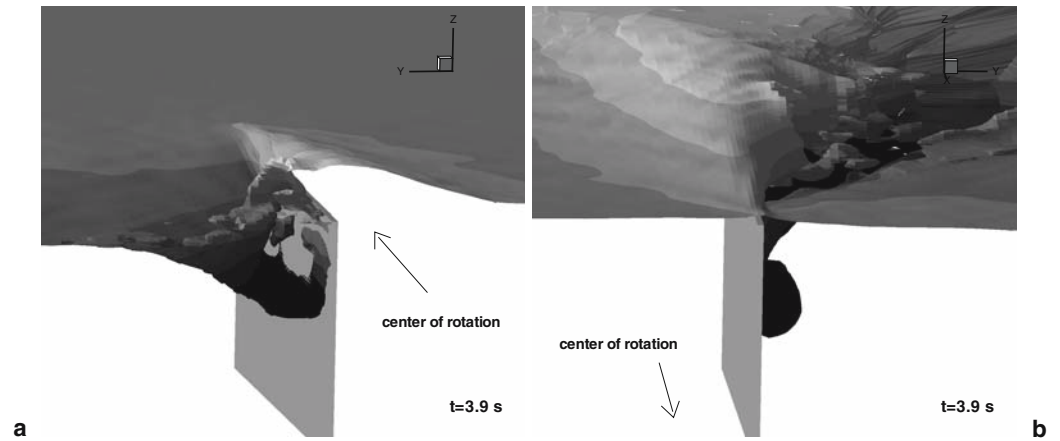 Z
Y
center of rotation
t=3.9 s
a
Z
Y
X
center of rotation
t=3.9 s
b